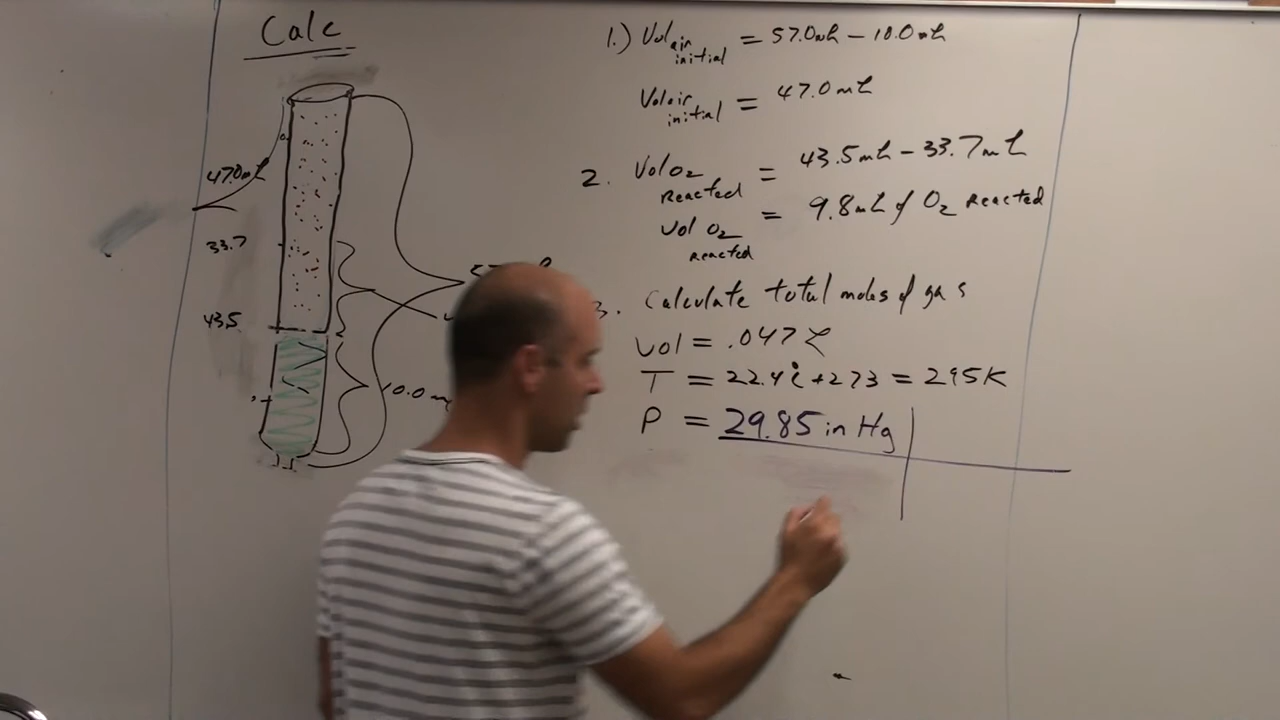 Calc
47.0mL
33.7
43.5
10.0 m
1.) Vol air initial = 57.0mL - 10.0mL
Vol air initial = 47.0mL
2. Vol O2 Reacted = 43.5mL - 33.7mL
Vol O2 Reacted = 9.8mL of O2 Reacted
3. Calculate total moles of gas
Vol = .047 L
T = 22.4 + 273 = 295K
P = 29.85 in Hg